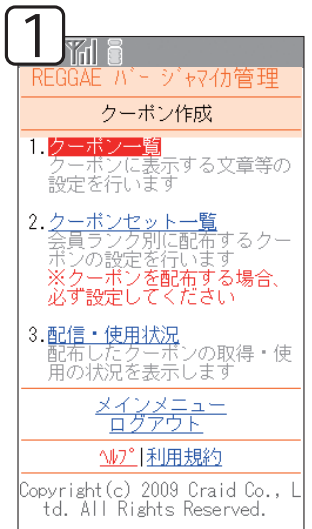 1
REGGAE バー ジャマイカ管理
クーポン作成
1.クーポン一覧
クーポンに表示する文章等の
設定を行います
2.クーポンセット一覧
会員ランク別に配布するクー
ポンの設定を行います
※クーポンを配布する場合、
必ず設定してください
3.配信・使用状況
配布したクーポンの取得・使
用の状況を表示します
メインメニュー
ログアウト
ヘルプ|利用規約
Copyright(c) 2009 Craid Co., L
td. All Rights Reserved.